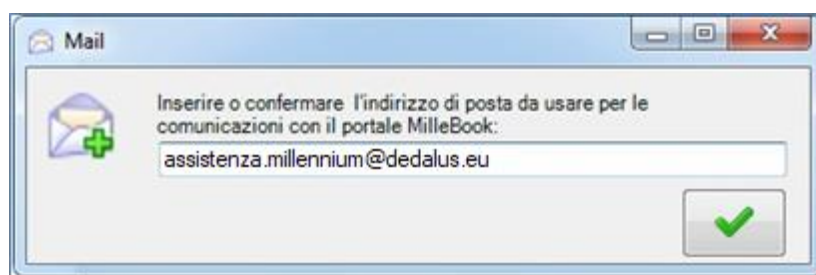 Mail
Inserire o confermare l'indirizzo di posta da usare per le
comunicazioni con il portale MilleBook:
assistenza.millennium@dedalus.eu